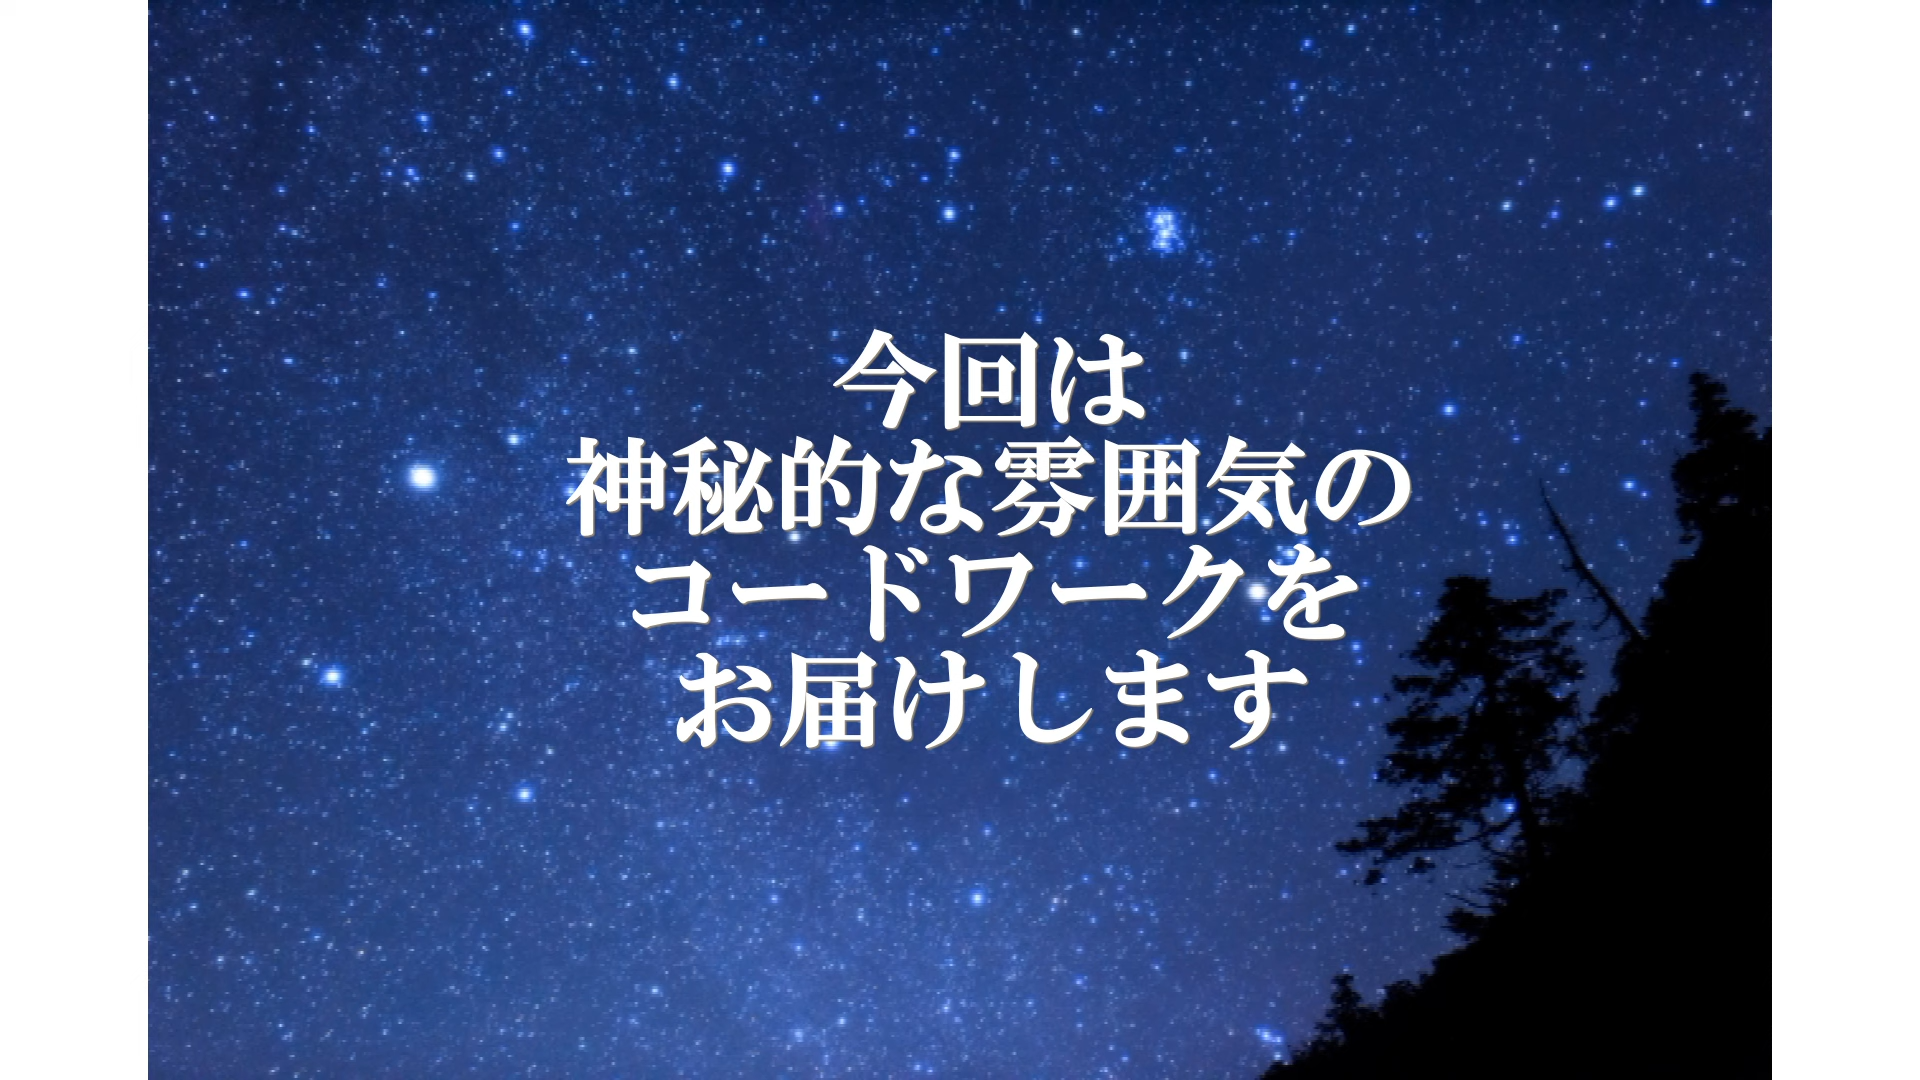 今回は
神秘的な雰囲気の
コードワークを
お届けします